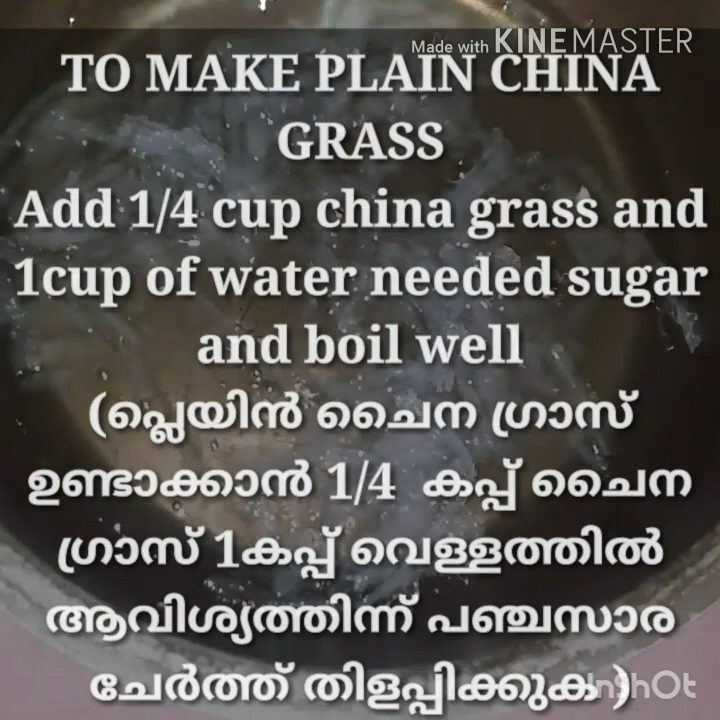 Made with KINEMASTER
TO MAKE PLAIN CHINA
GRASS
Add 1/4 cup china grass and
1cup of water needed sugar
and boil well
(പ്ലെയിൻ ചൈന ഗ്രാസ്
ഉണ്ടാക്കാൻ 1/4 കപ്പ് ചൈന
ഗ്രാസ് 1കപ്പ് വെള്ളത്തിൽ
ആവിശ്യത്തിന്ന് പഞ്ചസാര
ചേർത്ത് തിളപ്പിക്കുക)
InShOt